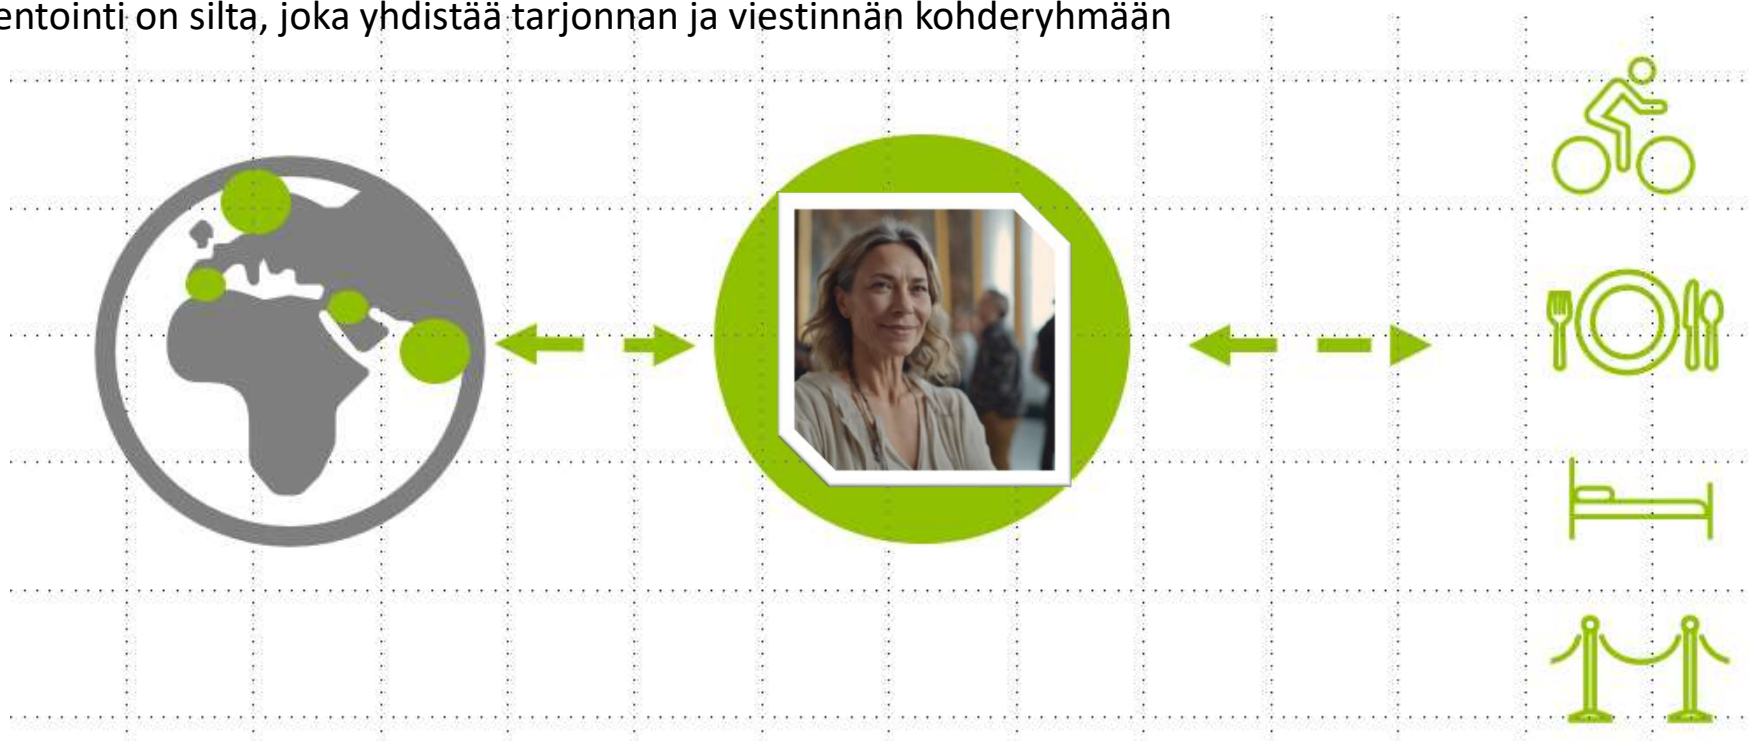 entointi on silta, joka yhdistää tarjonnan ja viestinnän kohderyhmään